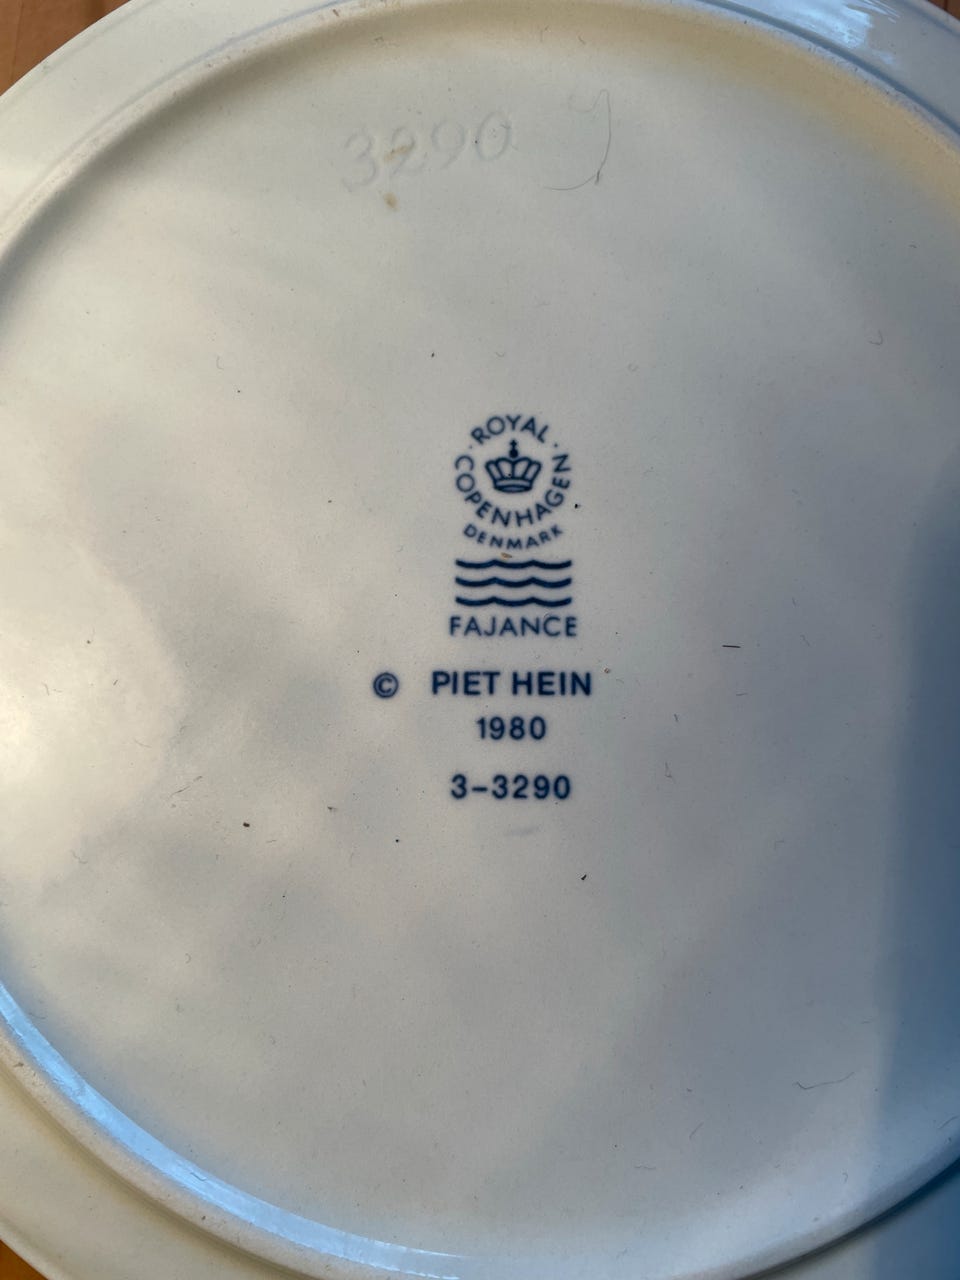 3290
ROYAL
COPENHAGEN
DENMARK
FAJANCE
© PIET HEIN
1980
3-3290